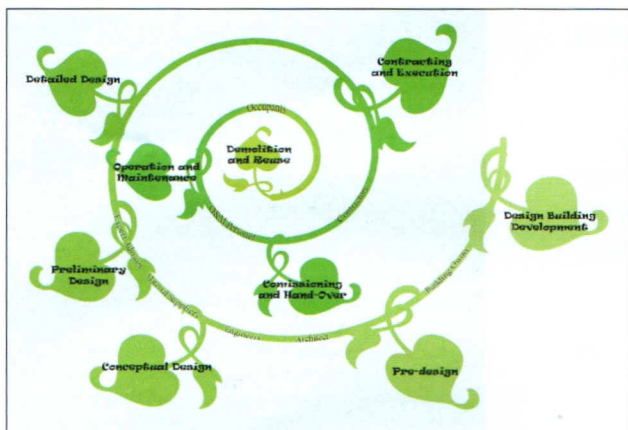 Detailed Design
Contracting
and Execution
Occupants
Demolition
and Reuse
Operation and
Maintenance
Contractors
Design Building
Development
Preliminary
Design
Comissioning
and Hand-Over
Building Owner
Engineers
Architect
Conceptual Design
Pre-design